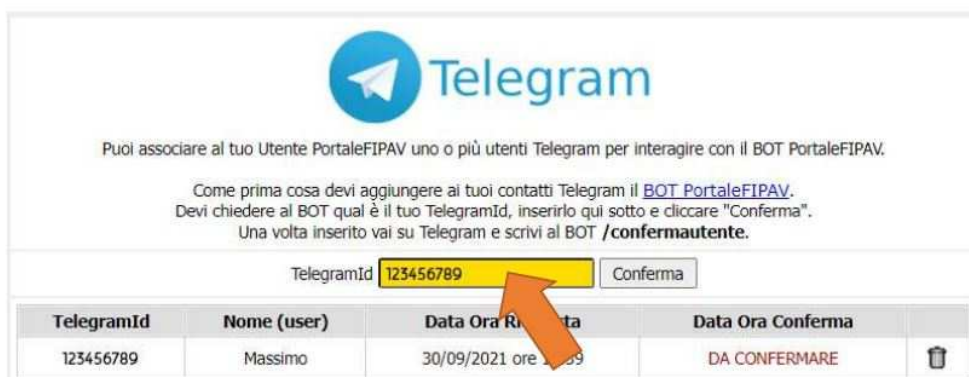 Telegram
Puoi associare al tuo Utente PortaleFIPAV uno o più utenti Telegram per interagire con il BOT PortaleFIPAV.
Come prima cosa devi aggiungere ai tuoi contatti Telegram il BOT PortaleFIPAV.
Devi chiedere al BOT qual è il tuo TelegramId, inserirlo qui sotto e cliccare "Conferma".
Una volta inserito vai su Telegram e scrivi al BOT /confermautente.
TelegramId 123456789 Conferma
TelegramId Nome (user) Data Ora Data Ora Conferma
123456789 Massimo 30/09/2021 ore DA CONFERMARE